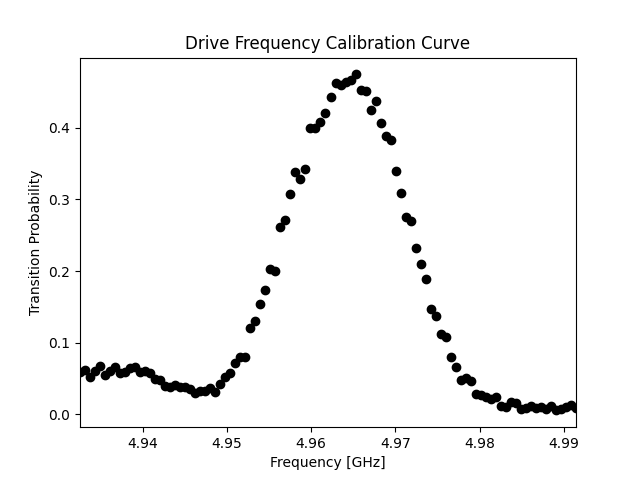 Drive Frequency Calibration Curve
Transition Probability
0.4
0.3
0.2
0.1
0.0
4.94 4.95 4.96 4.97 4.98 4.99
Frequency [GHz]